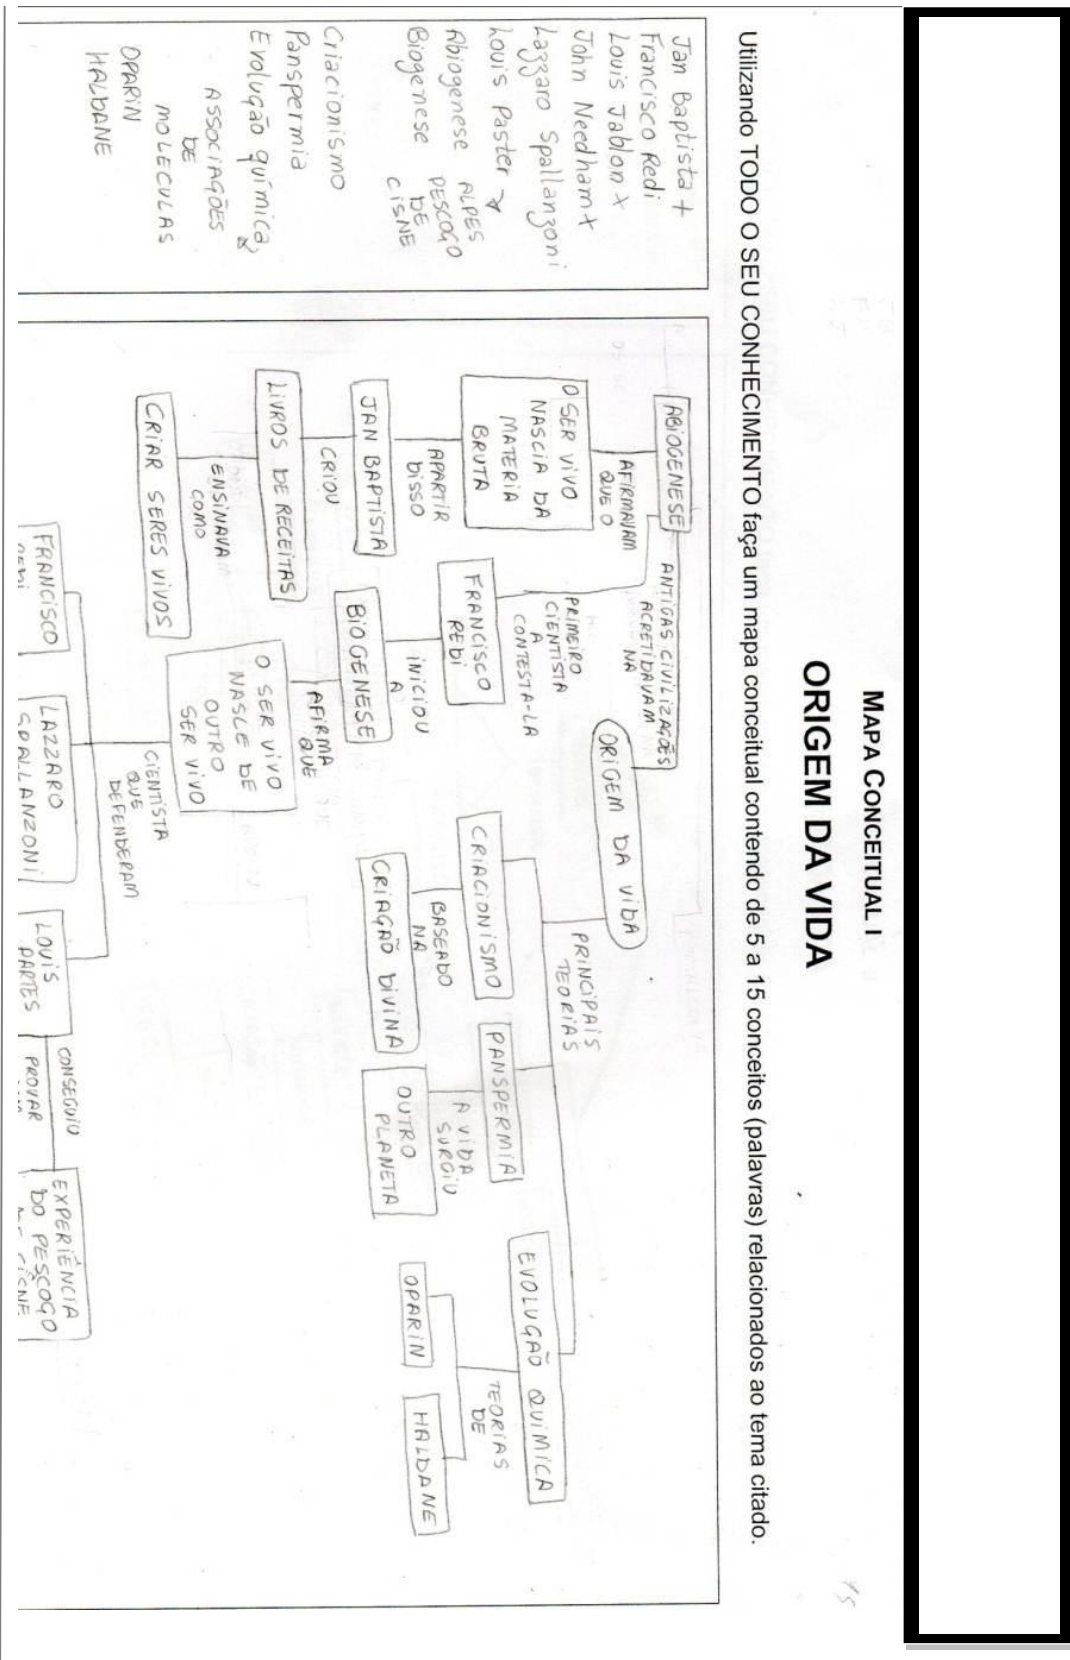 MAPA CONCEITUAL I
ORIGEM DA VIDA
Utilizando TODO O SEU CONHECIMENTO faça um mapa conceitual contendo de 5 a 15 conceitos (palavras) relacionados ao tema citado.
Jan Baptista +
Francisco Redi
Louis Jablon x
John Needham x
Lazzaro Spallanzoni
Louis Paster
Abiogenese
Biogenese
ALPES
PESCOÇO
DE
CISNE
Criacionismo
Panspermia
Evolução química
ASSOCIAÇÕES
DE
MOLECULAS
OPARIN
HALDANE
ORIGEM DA VIDA
ANTIGAS CIVILIZAÇÕES
ACRETIDAVAM
NA
ABIOGENESE
AFIRMAVAM
QUE O
O SER VIVO
NASCIA DA
MATERIA
BRUTA
APARTIR
DISSO
JAN BAPTISTA
CRIOU
LIVROS DE RECEITAS
ENSINAVA
COMO
CRIAR SERES VIVOS
PRIMEIRO
CIENTISTA
A
CONTESTA-LA
FRANCISCO
REDI
INICIOU
A
BIOGENESE
AFIRMA
QUE
O SER VIVO
NASCE DE
OUTRO
SER VIVO
CIENTISTA
QUE
DEFENDERAM
FRANCISCO
REDI
LAZZARO
SPALLANZONI
LOUIS
PARTES
CONSEGUIU
PROVAR
EXPERIÊNCIA
DO PESCOÇO
DE CISNE
PRINCIPAIS
TEORIAS
CRIACIONISMO
BASEADO
NA
CRIAÇÃO DIVINA
PANSPERMIA
A VIDA
SURGIU
OUTRO
PLANETA
EVOLUÇÃO QUIMICA
TEORIAS
DE
OPARIN
HALDANE